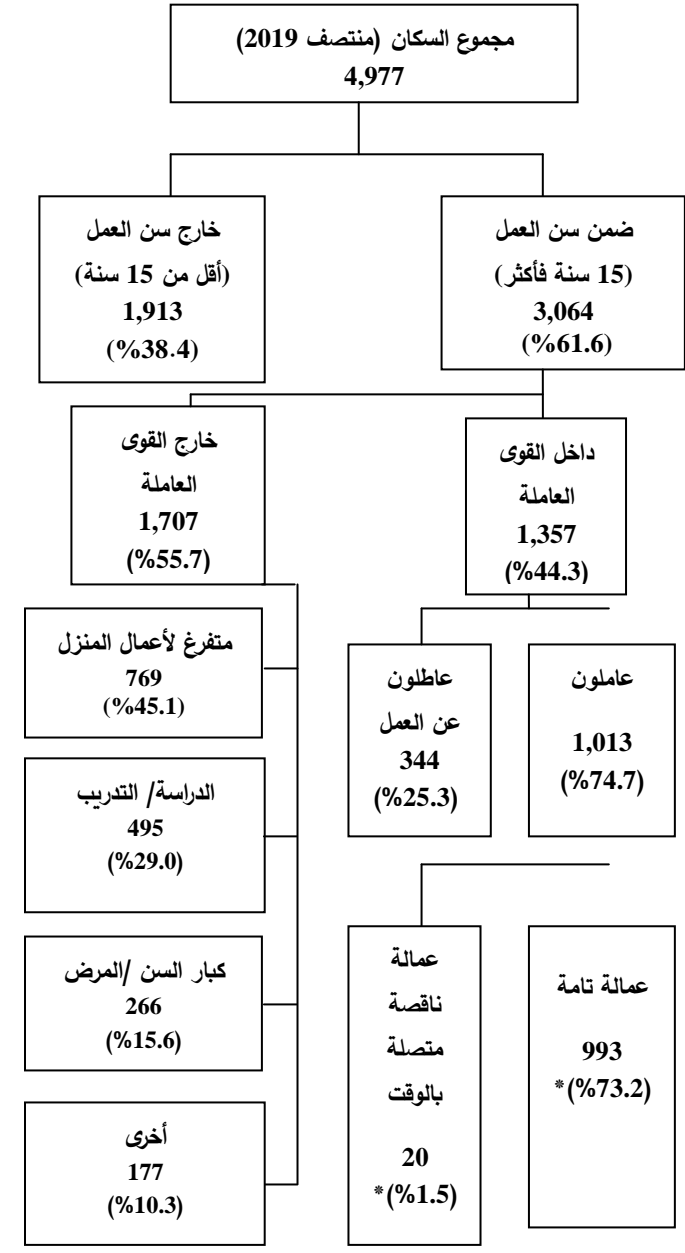 مجموع السكان (منتصف 2019)
4,977
ضمن سن العمل
(15 سنة فأكثر)
3,064
(%61.6)
خارج سن العمل
(أقل من 15 سنة)
1,913
(%38.4)
داخل القوى
العاملة
1,357
(%44.3)
خارج القوى
العاملة
1,707
(%55.7)
عاملون
1,013
(%74.7)
عاطلون
عن العمل
344
(%25.3)
متفرغ لأعمال المنزل
769
(%45.1)
الدراسة/ التدريب
495
(%29.0)
كبار السن /المرض
266
(%15.6)
أخرى
177
(%10.3)
عمالة تامة
993
*(%73.2)
عمالة
ناقصة
متصلة
بالوقت
20
*(%1.5)